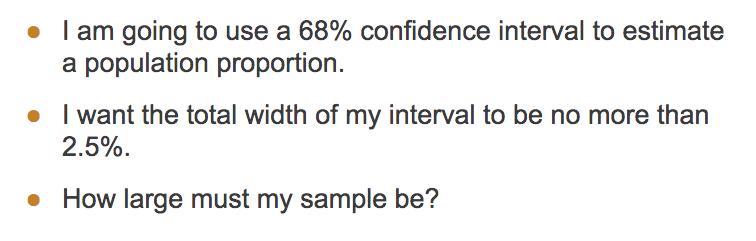 • I am going to use a 68% confidence interval to estimate
a population proportion.
• I want the total width of my interval to be no more than
2.5%.
• How large must my sample be?